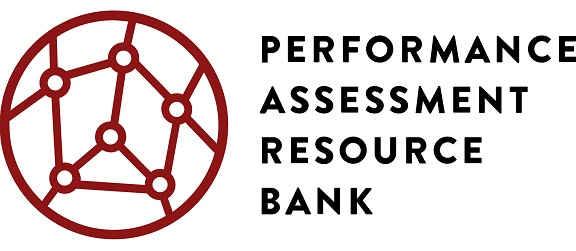 PERFORMANCE
ASSESSMENT
RESOURCE
BANK